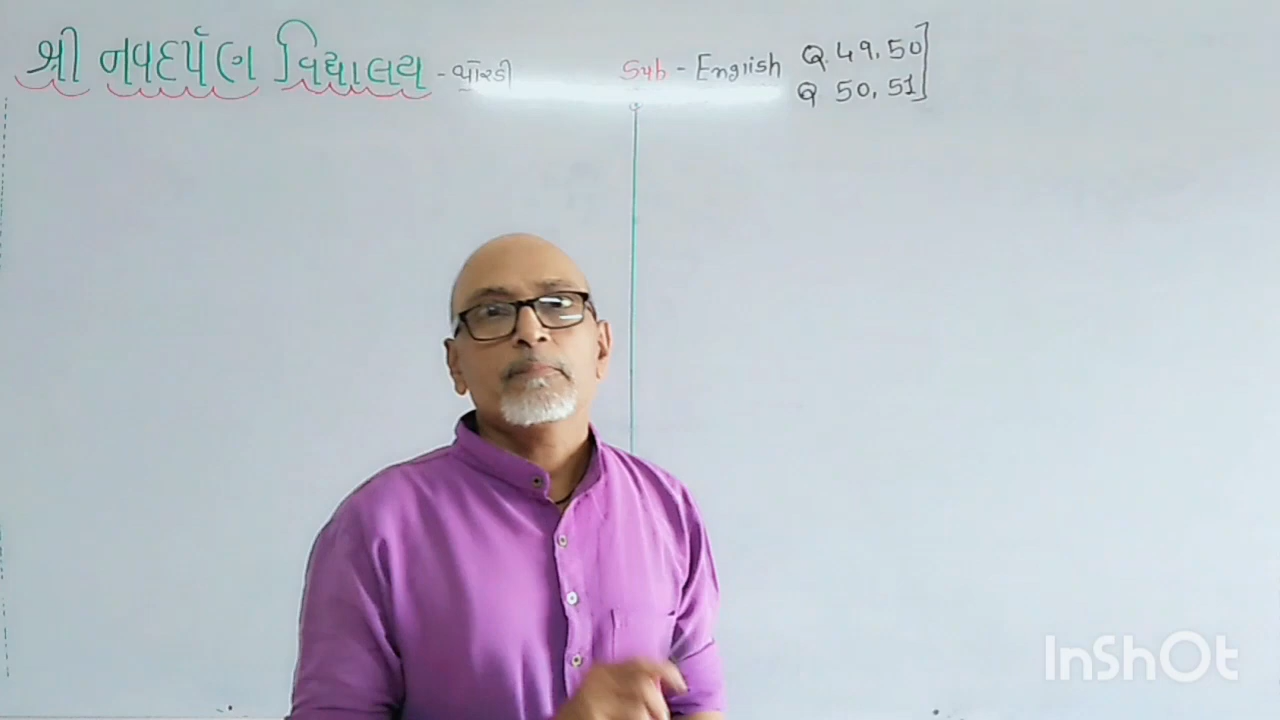 શ્રી નવદર્પણ વિદ્યાલય - ચોરડી
Sub - English Q. 49, 50]
Q 50, 51]
InShOt